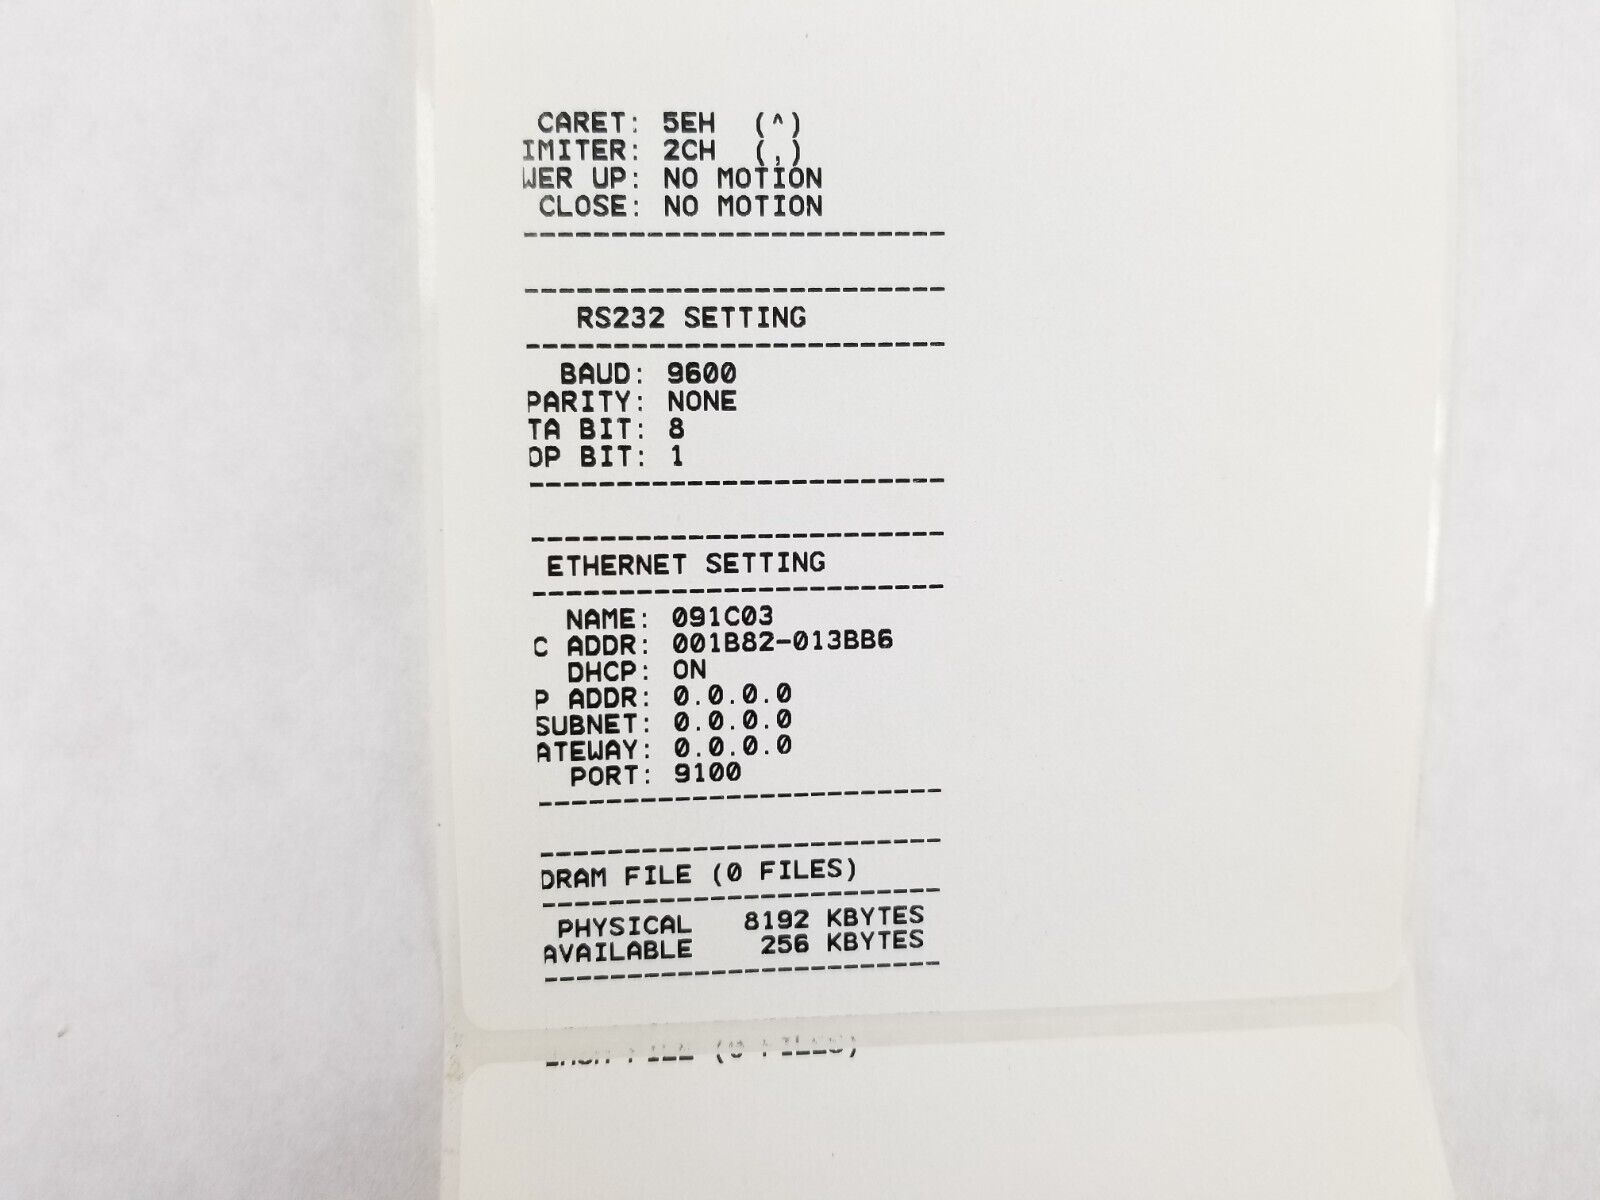 CARET: 5EH (^)
IMITER: 2CH (,)
WER UP: NO MOTION
CLOSE: NO MOTION
------------------------
------------------------
RS232 SETTING
------------------------
BAUD: 9600
PARITY: NONE
TA BIT: 8
OP BIT: 1
------------------------
------------------------
ETHERNET SETTING
------------------------
NAME: 091C03
C ADDR: 001B82-013BB6
DHCP: ON
P ADDR: 0.0.0.0
SUBNET: 0.0.0.0
ATEWAY: 0.0.0.0
PORT: 9100
------------------------
------------------------
DRAM FILE (0 FILES)
------------------------
PHYSICAL 8192 KBYTES
AVAILABLE 256 KBYTES
------------------------
FILE (0 FILES)